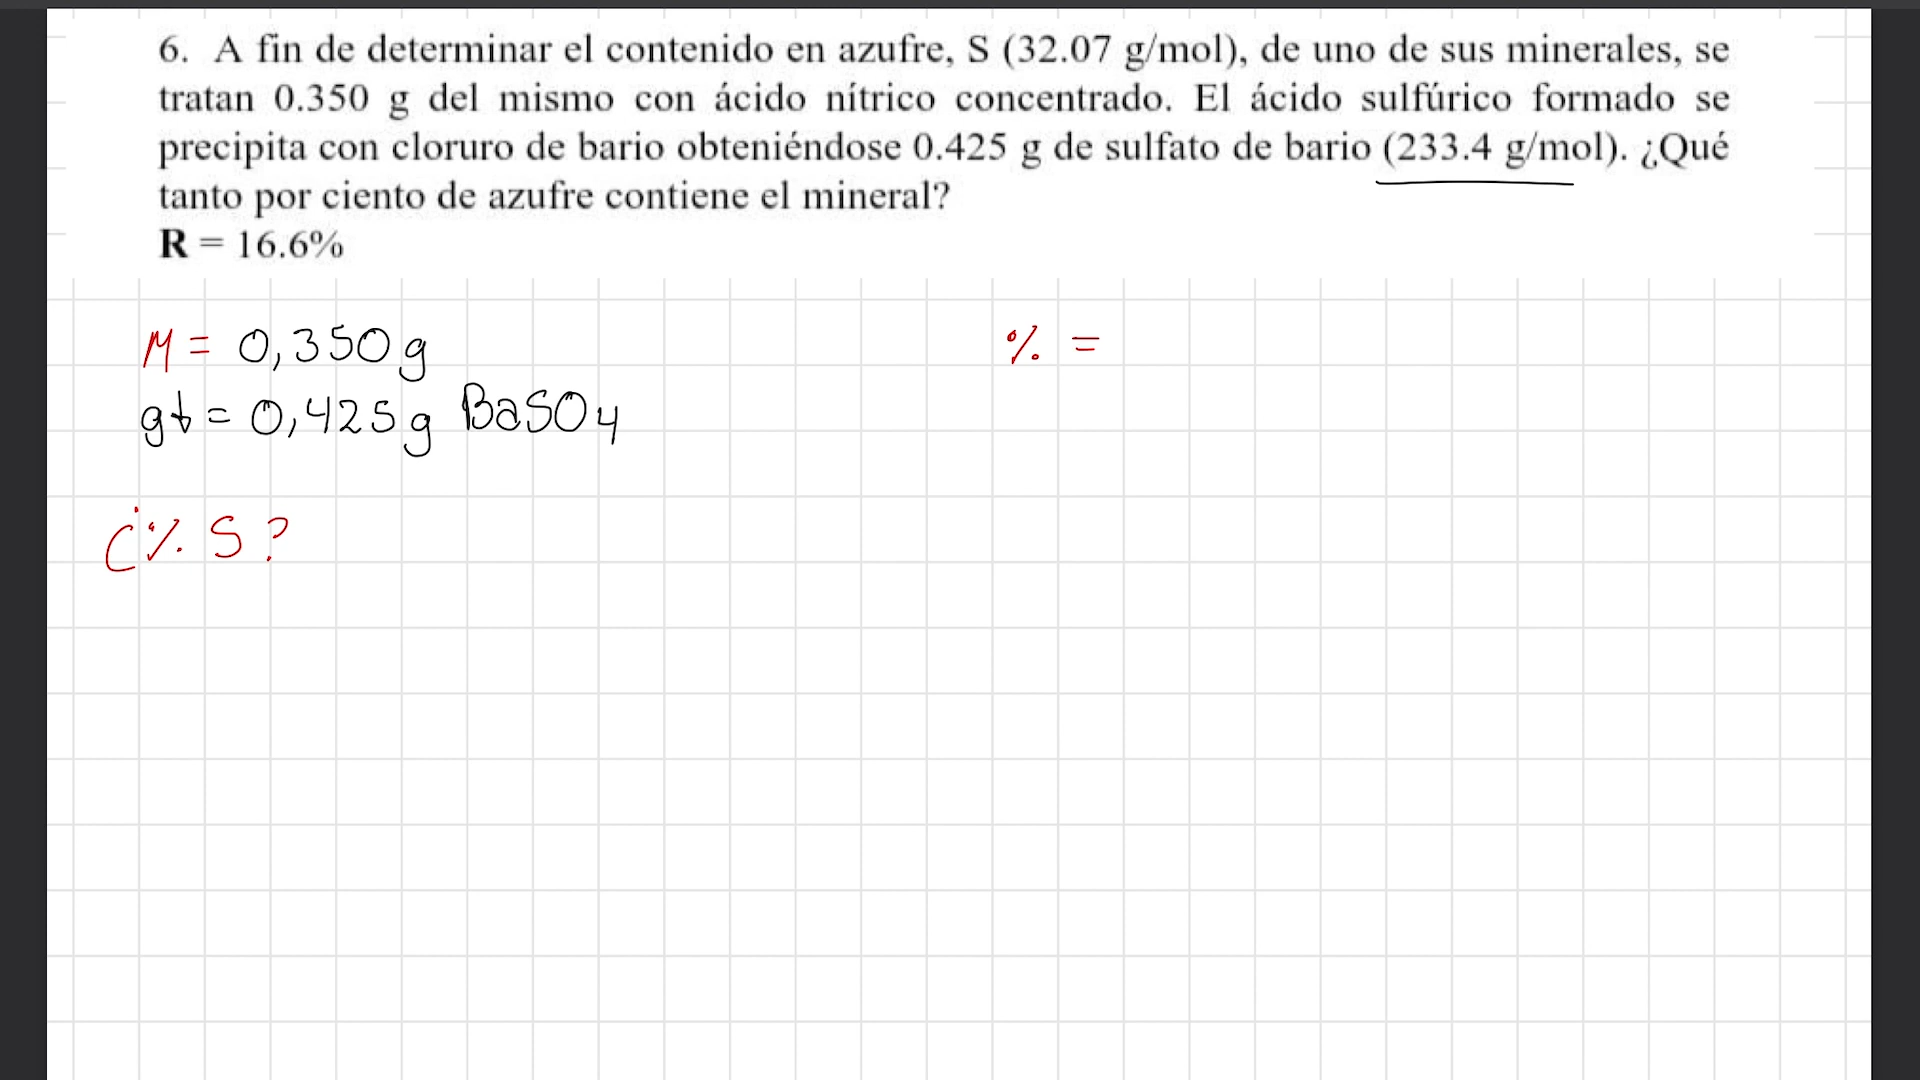 6. A fin de determinar el contenido en azufre, S (32.07 g/mol), de uno de sus minerales, se
tratan 0.350 g del mismo con ácido nítrico concentrado. El ácido sulfúrico formado se
precipita con cloruro de bario obteniéndose 0.425 g de sulfato de bario (233.4 g/mol). ¿Qué
tanto por ciento de azufre contiene el mineral?
R = 16.6%
M = 0,350g
% =
gt = 0,425g BaSO4
¿% S ?